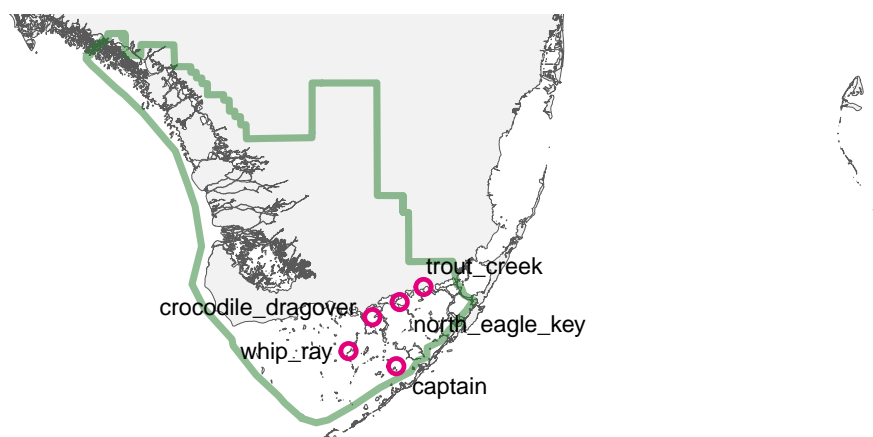 trout_creek
crocodile_dragover
north_eagle_key
whip_ray
captain